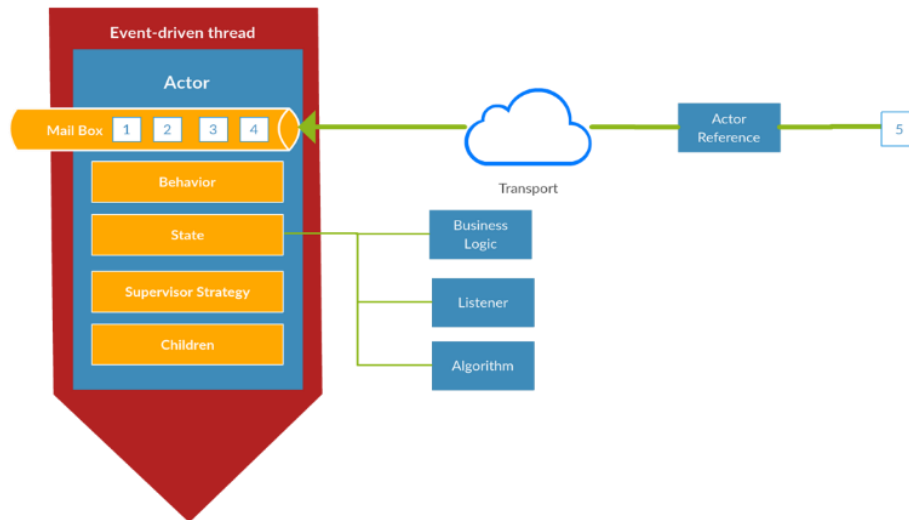 Event-driven thread
Actor
Mail Box 1 2 3 4
Actor
Reference
5
Transport
Behavior
State
Business
Logic
Supervisor Strategy
Listener
Children
Algorithm